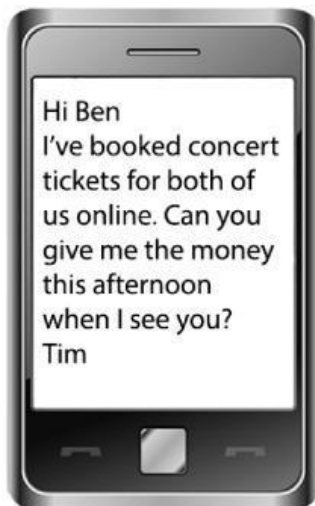 Hi Ben
I've booked concert
tickets for both of
us online. Can you
give me the money
this afternoon
when I see you?
Tim